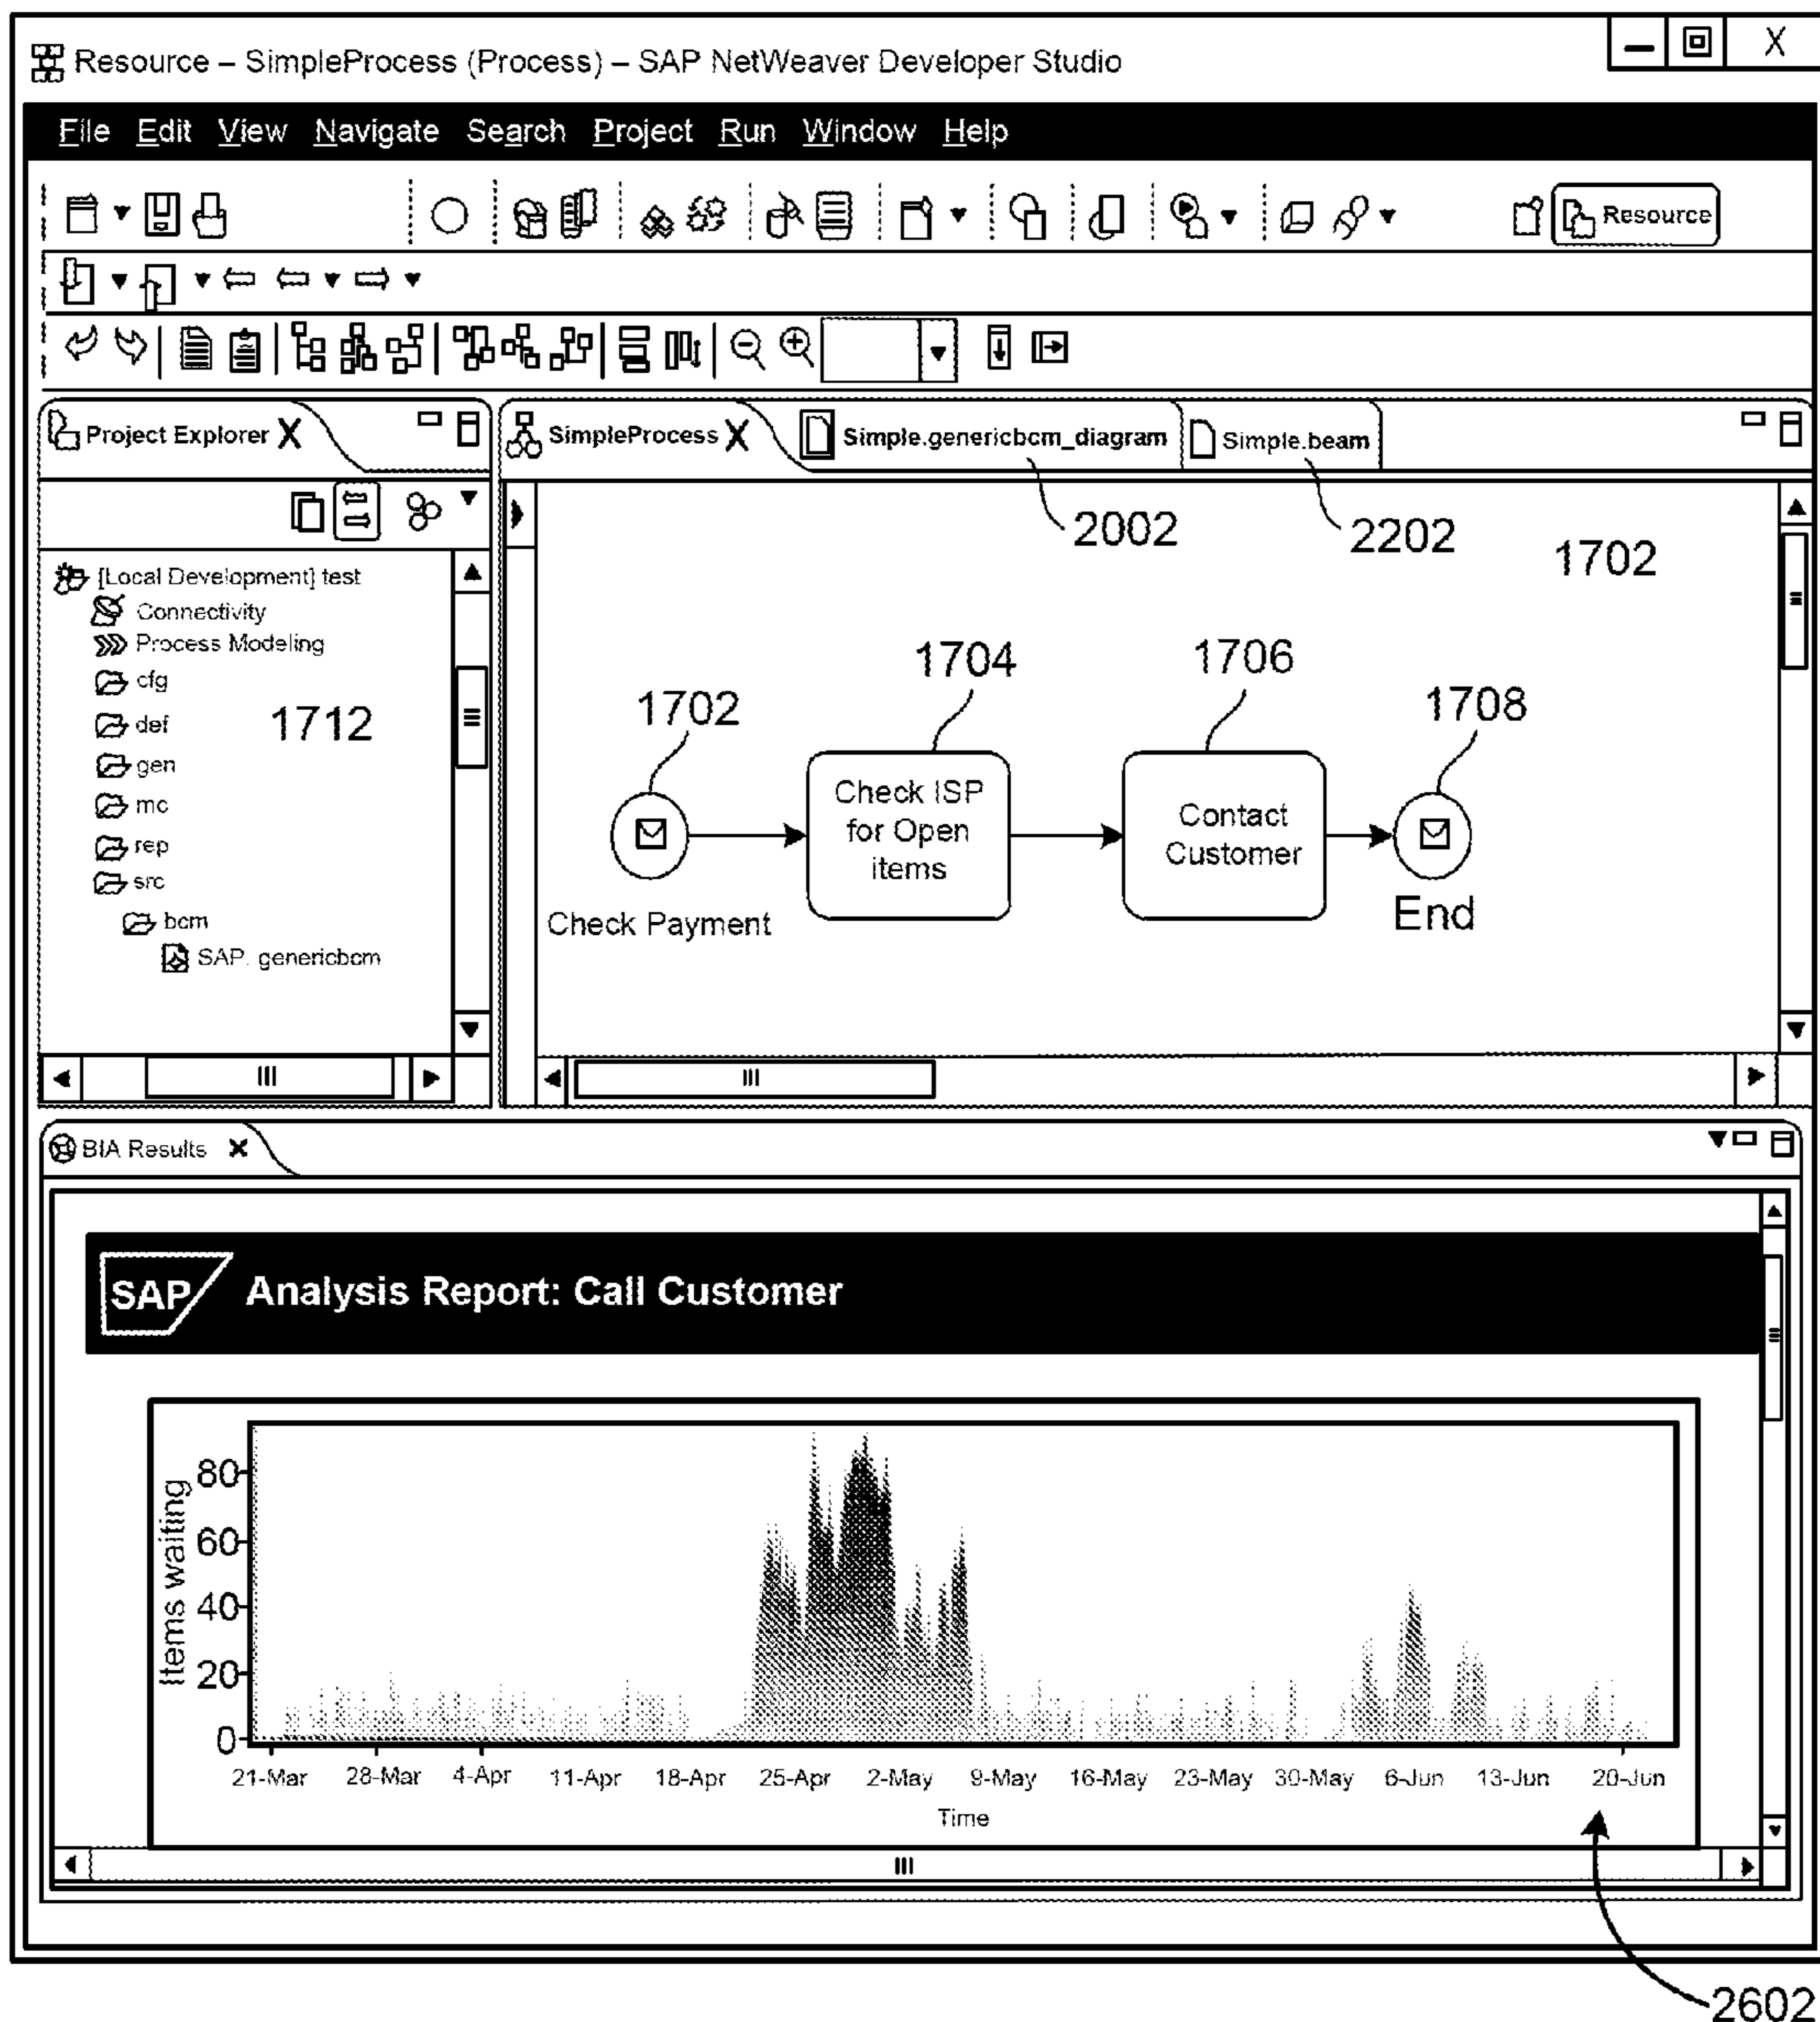 Resource – SimpleProcess (Process) – SAP NetWeaver Developer Studio
X
File Edit View Navigate Search Project Run Window Help
Resource
Project Explorer X
SimpleProcess X
Simple.genericbcm_diagram
Simple.beam
2002
2202
1702
[Local Development] test
Connectivity
Process Modeling
cfg
def
gen
mc
rep
src
bcm
SAP. genericbcm
1712
1702
1704
1706
1708
Check ISP
for Open
items
Contact
Customer
Check Payment
End
BIA Results X
SAP Analysis Report: Call Customer
Items waiting
80
60
40
20
0
21-Mar 28-Mar 4-Apr 11-Apr 18-Apr 25-Apr 2-May 9-May 16-May 23-May 30-May 6-Jun 13-Jun 20-Jun
Time
2602